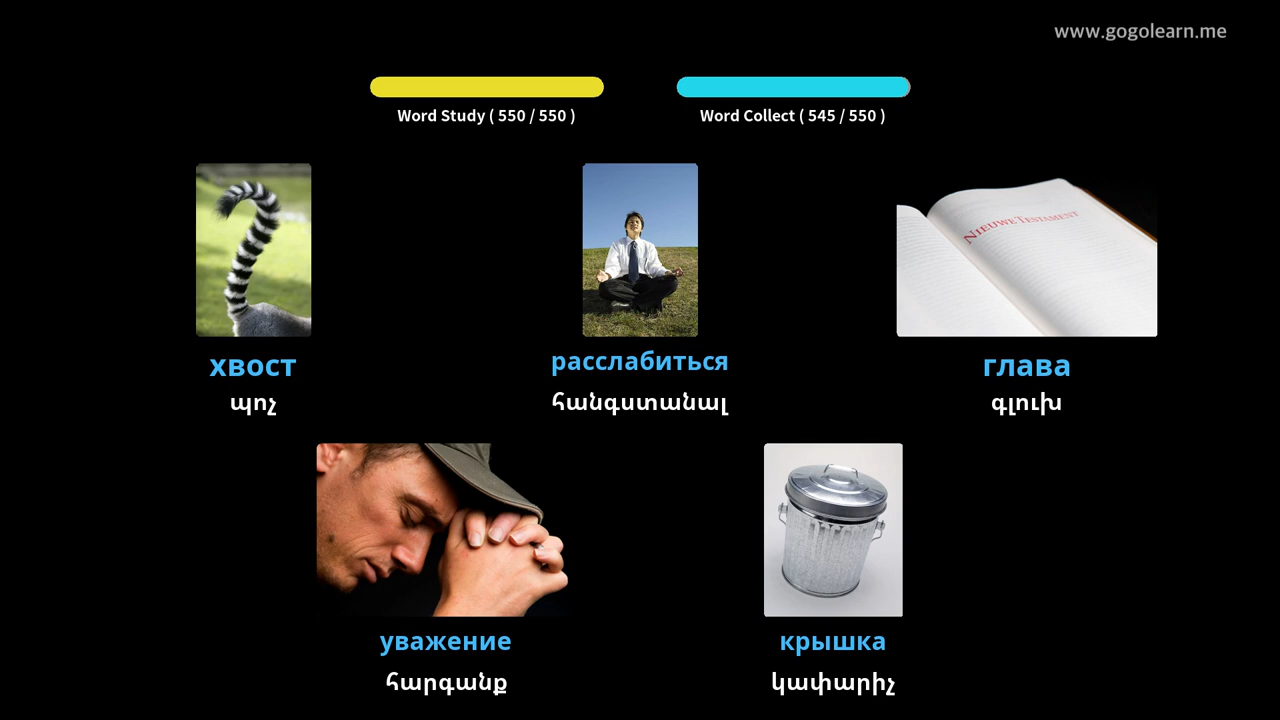 www.gogolearn.me
Word Study ( 550 / 550 )
Word Collect ( 545 / 550 )
NIEUWE TESTAMENT
хвост
պոչ
расслабиться
հանգստանալ
глава
գլուխ
уважение
հարգանք
крышка
կափարիչ